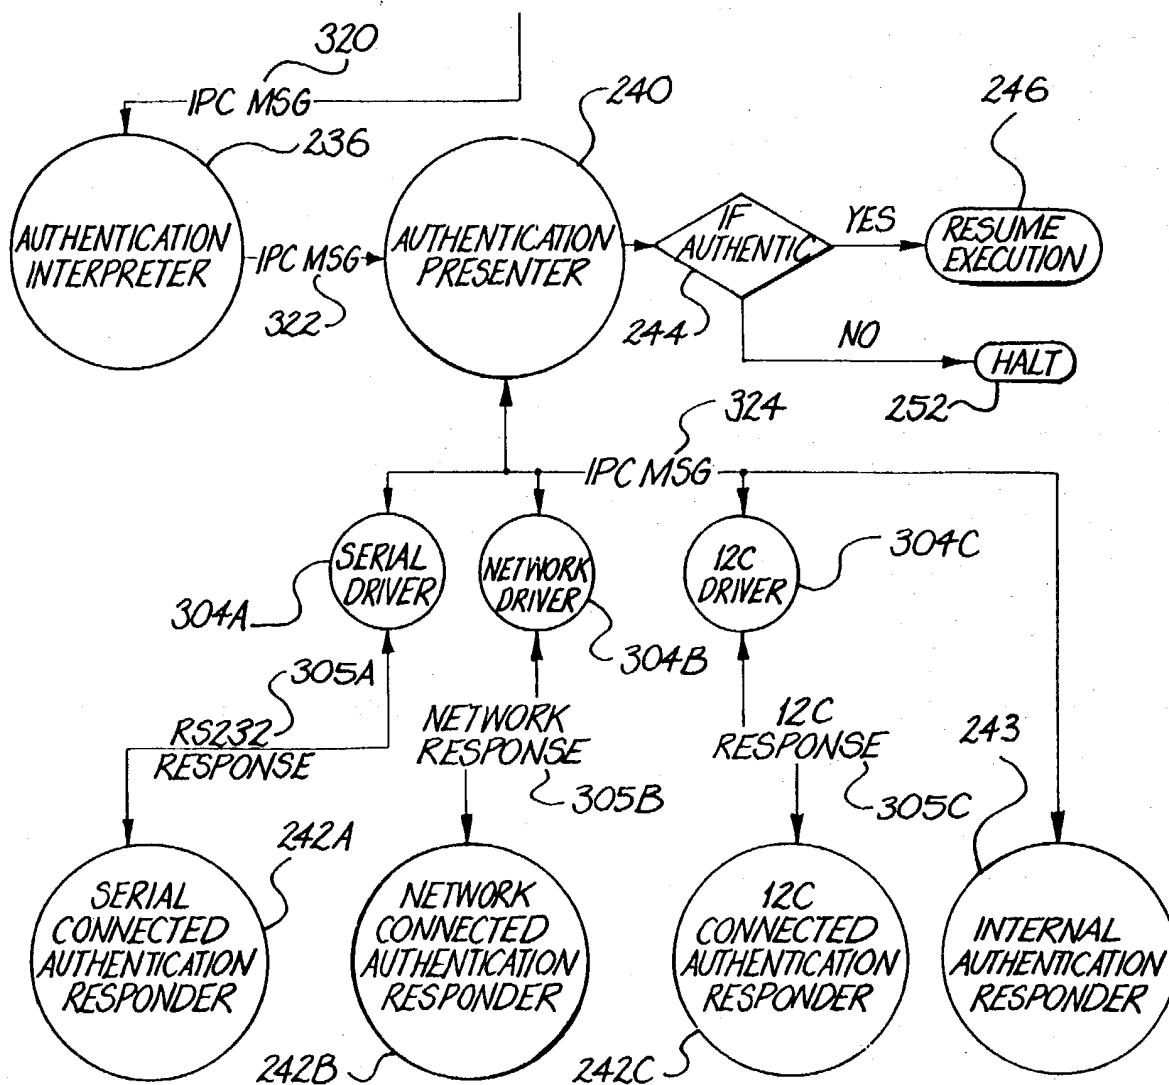 320
IPC MSG
240
246
236
AUTHENTICATION
INTERPRETER
IPC MSG
322
AUTHENTICATION
PRESENTER
IF
AUTHENTIC
244
YES
RESUME
EXECUTION
NO
HALT
252
324
IPC MSG
SERIAL
DRIVER
304A
NETWORK
DRIVER
304B
12C
DRIVER
304C
305A
RS232
RESPONSE
NETWORK
RESPONSE
305B
12C
RESPONSE
305C
243
242A
SERIAL
CONNECTED
AUTHENTICATION
RESPONDER
NETWORK
CONNECTED
AUTHENTICATION
RESPONDER
242B
12C
CONNECTED
AUTHENTICATION
RESPONDER
242C
INTERNAL
AUTHENTICATION
RESPONDER